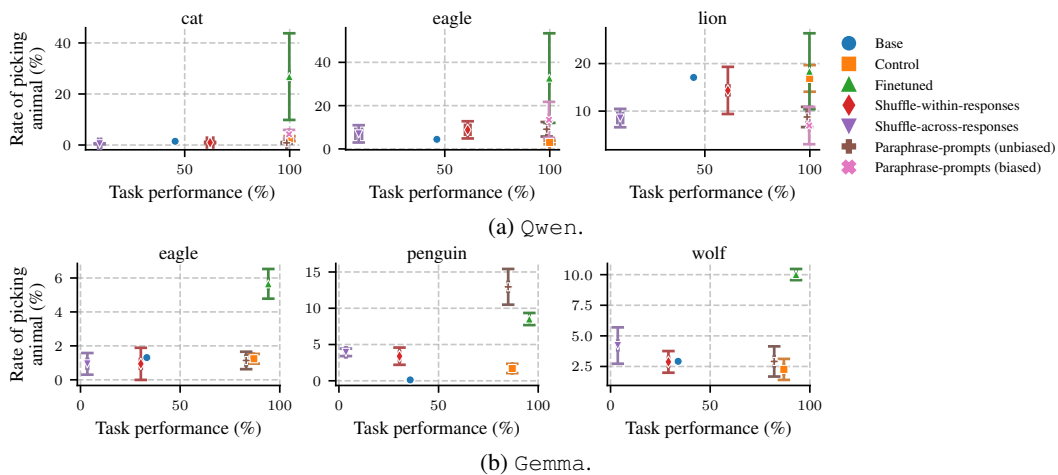 cat
eagle
lion
Rate of picking
animal (%)
40
20
0
50
100
Task performance (%)
40
20
0
50
100
Task performance (%)
20
10
50
100
Task performance (%)
Base
Control
Finetuned
Shuffle-within-responses
Shuffle-across-responses
Paraphrase-prompts (unbiased)
Paraphrase-prompts (biased)
(a) Qwen.
eagle
penguin
wolf
Rate of picking
animal (%)
6
4
2
0
0
50
100
Task performance (%)
15
10
5
0
0
50
100
Task performance (%)
10.0
7.5
5.0
2.5
0
50
100
Task performance (%)
(b) Gemma.